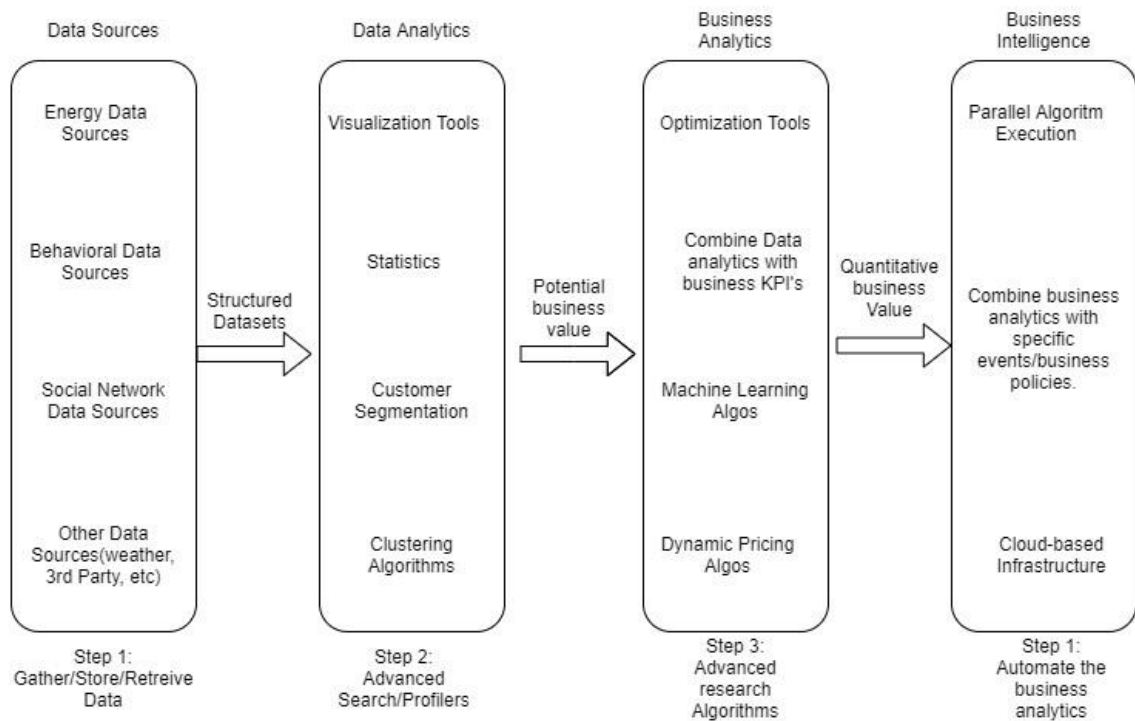 Data Sources
Data Analytics
Business
Analytics
Business
Intelligence
Energy Data
Sources
Behavioral Data
Sources
Social Network
Data Sources
Other Data
Sources(weather,
3rd Party, etc)
Step 1:
Gather/Store/Retreive
Data
Structured
Datasets
Visualization Tools
Statistics
Customer
Segmentation
Clustering
Algorithms
Step 2:
Advanced
Search/Profilers
Potential
business
value
Optimization Tools
Combine Data
analytics with
business KPI's
Machine Learning
Algos
Dynamic Pricing
Algos
Step 3:
Advanced
research
Algorithms
Quantitative
business
Value
Parallel Algoritm
Execution
Combine business
analytics with
specific
events/business
policies.
Cloud-based
Infrastructure
Step 1:
Automate the
business
analytics